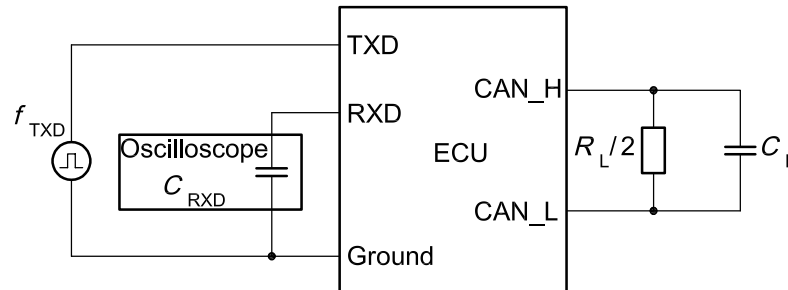 TXD
CAN_H
RXD
f TXD
Oscilloscope
C RXD
ECU
R L/2
C
CAN_L
Ground